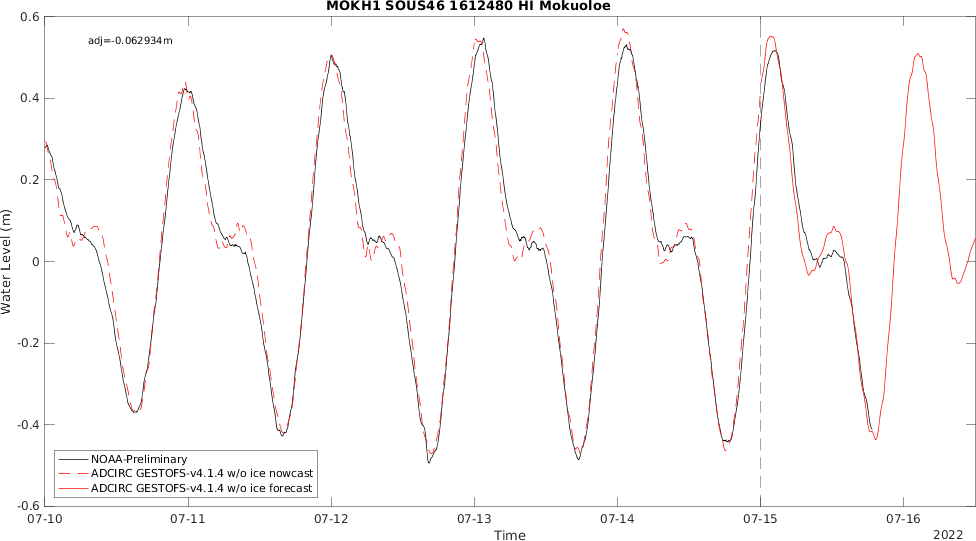 MOKH1 SOUS46 1612480 HI Mokuoloe
adj=-0.062934m
Water Level (m)
0.6
0.4
0.2
0
-0.2
-0.4
-0.6
NOAA-Preliminary
ADCIRC GESTOFS-v4.1.4 w/o ice nowcast
ADCIRC GESTOFS-v4.1.4 w/o ice forecast
07-10 07-11 07-12 07-13 07-14 07-15 07-16
Time
2022